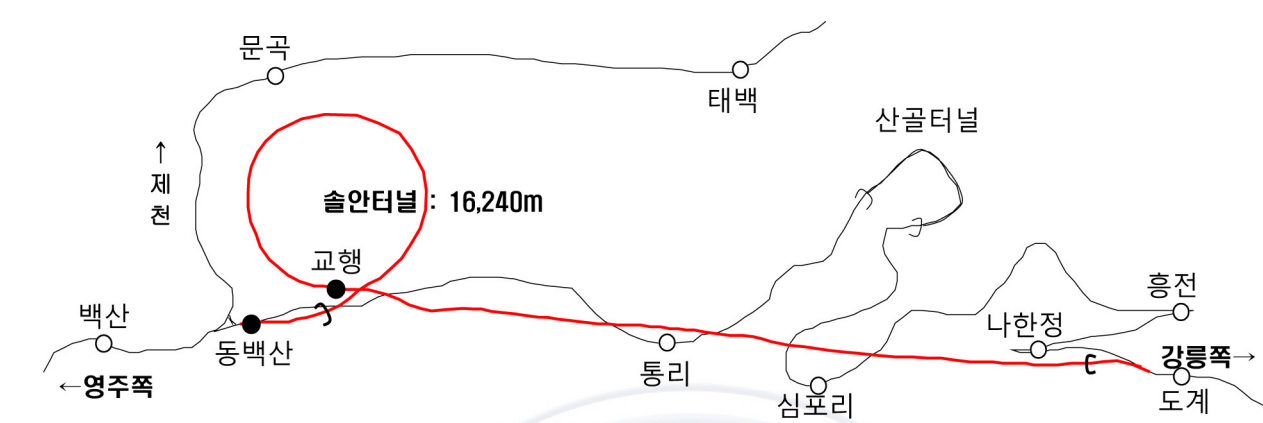 문곡
태백
산골터널
↑
제
천
솔안터널 : 16,240m
교행
흥전
백산
나한정
동백산
강릉쪽→
←영주쪽
통리
심포리
도계